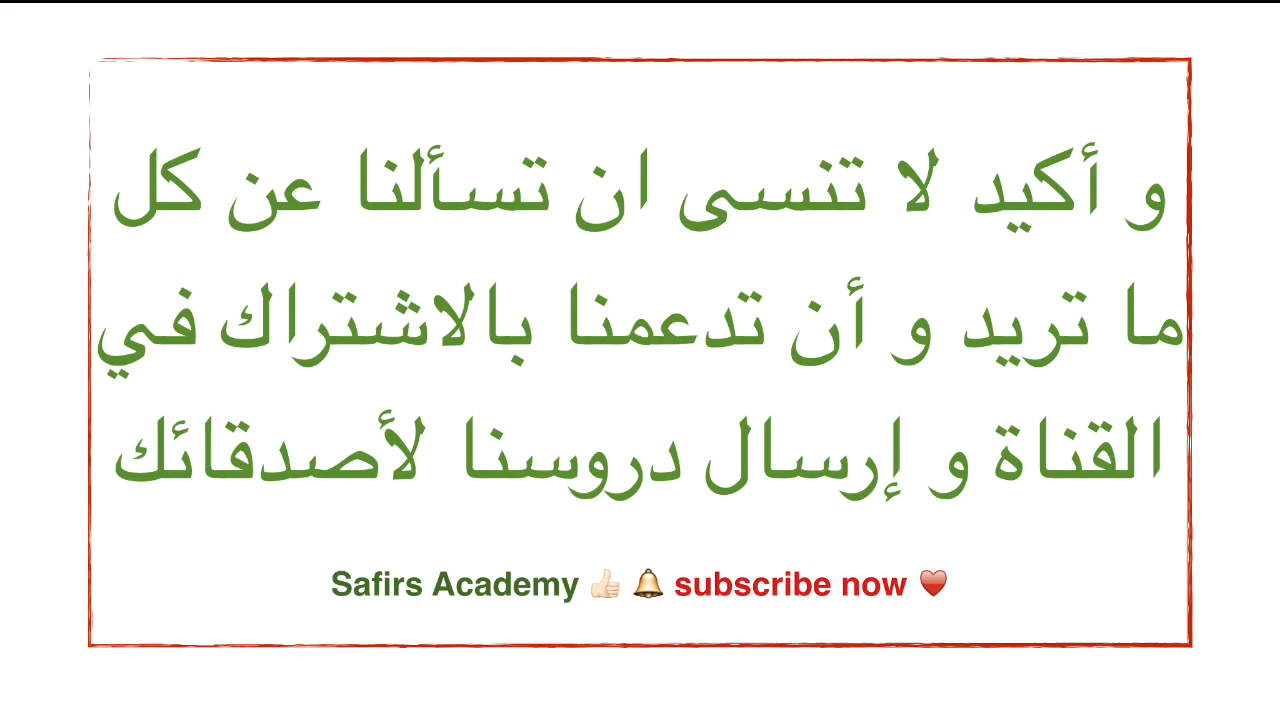 و أكيد لا تنسى ان تسألنا عن كل
ما تريد و أن تدعمنا بالاشتراك في
القناة و إرسال دروسنا لأصدقائك
Safirs Academy 👍🏻 🔔 subscribe now ♥️